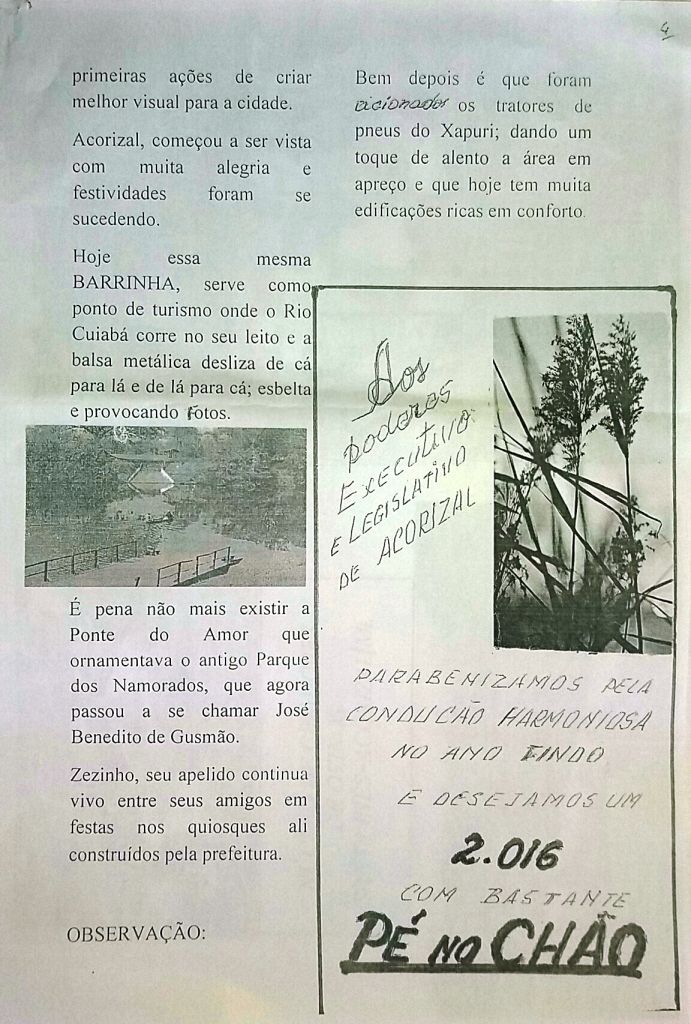 4
primeiras ações de criar
melhor visual para a cidade.
Acorizal, começou a ser vista
com muita alegria e
festividades foram se
sucedendo.
Hoje essa mesma
BARRINHA, serve como
ponto de turismo onde o Rio
Cuiabá corre no seu leito e a
balsa metálica desliza de cá
para lá e de lá para cá; esbelta
e provocando fotos.
É pena não mais existir a
Ponte do Amor que
ornamentava o antigo Parque
dos Namorados, que agora
passou a se chamar José
Benedito de Gusmão.
Zezinho, seu apelido continua
vivo entre seus amigos em
festas nos quiosques ali
construídos pela prefeitura.
OBSERVAÇÃO:
Bem depois é que foram
os tratores de
pneus do Xapuri; dando um
toque de alento a área em
apreço e que hoje tem muita
edificações ricas em conforto.
Aos
poderes
EXECUTIVO
E LEGISLATIVO
DE ACORIZAL
PARABENIZAMOS PELA
CONDUCÃO HARMONIOSA
NO ANO FINDO
E DESEJAMOS UM
2.016
COM BASTANTE
PÉ NO CHÃO